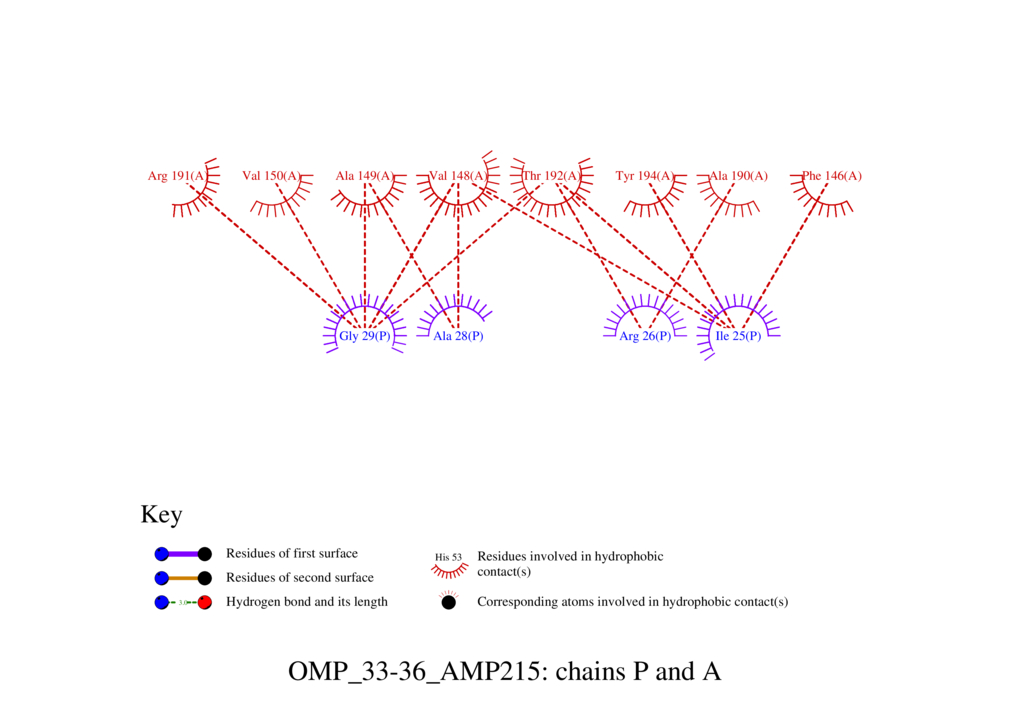 Arg 191(A) Val 150(A) Ala 149(A) Val 148(A) Thr 192(A) Tyr 194(A) Ala 190(A) Phe 146(A)
Gly 29(P) Ala 28(P) Arg 26(P) Ile 25(P)
Key
Residues of first surface
Residues of second surface
3.0 Hydrogen bond and its length
His 53 Residues involved in hydrophobic
contact(s)
Corresponding atoms involved in hydrophobic contact(s)
OMP_33-36_AMP215: chains P and A